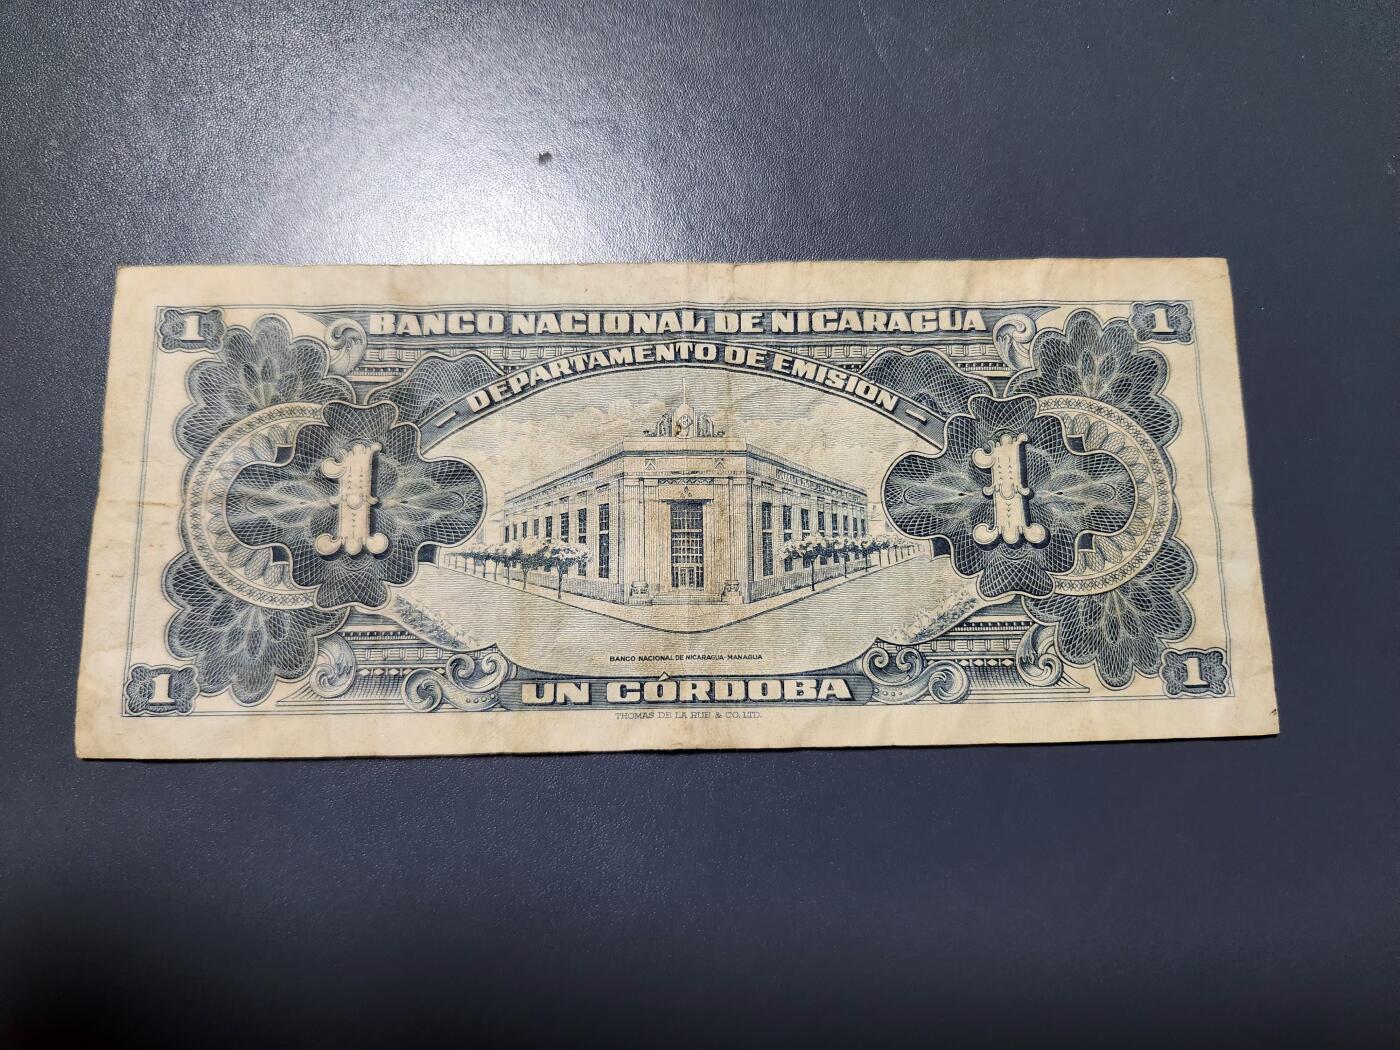 BANCO NACIONAL DE NICARAGUA
DEPARTAMENTO DE EMISION
1 1
1 1
BANCO NACIONAL DE NICARAGUA-MANAGUA
1 UN CÓRDOBA 1
THOMAS DE LA RUE & CO. LTD.